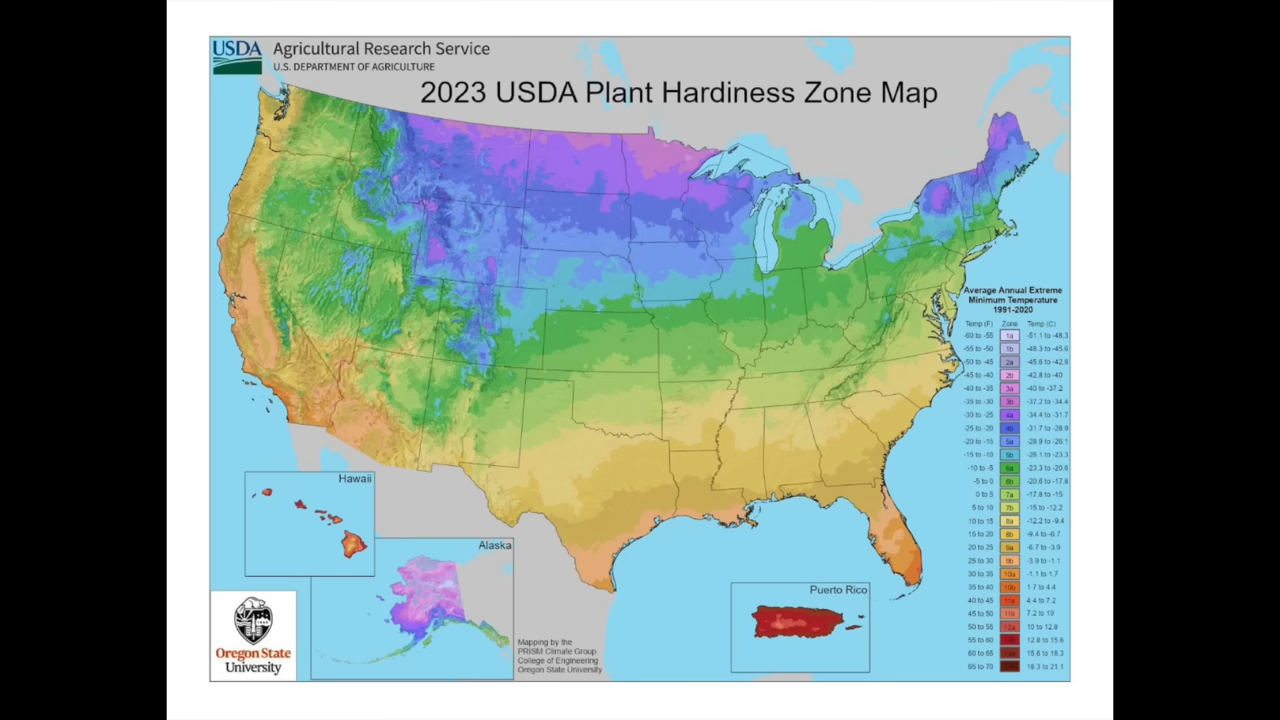 USDA
Agricultural Research Service
U.S. DEPARTMENT OF AGRICULTURE
2023 USDA Plant Hardiness Zone Map
Average Annual Extreme
Minimum Temperature
1991-2020
Temp (F) Zone Temp (C)
-60 to -55 1a -51.1 to -48.3
-55 to -50 1b -48.3 to -45.6
-50 to -45 2a -45.6 to -42.8
-45 to -40 2b -42.8 to -40
-40 to -35 3a -40 to -37.2
-35 to -30 3b -37.2 to -34.4
-30 to -25 4a -34.4 to -31.7
-25 to -20 4b -31.7 to -28.9
-20 to -15 5a -28.9 to -26.1
-15 to -10 5b -26.1 to -23.3
-10 to -5 6a -23.3 to -20.6
-5 to 0 6b -20.6 to -17.8
0 to 5 7a -17.8 to -15
5 to 10 7b -15 to -12.2
10 to 15 8a -12.2 to -9.4
15 to 20 8b -9.4 to -6.7
20 to 25 9a -6.7 to -3.9
25 to 30 9b -3.9 to -1.1
30 to 35 10a -1.1 to 1.7
35 to 40 10b 1.7 to 4.4
40 to 45 11a 4.4 to 7.2
45 to 50 11b 7.2 to 10
50 to 55 12a 10 to 12.8
55 to 60 12.8 to 15.6
60 to 65 15.6 to 18.3
65 to 70 18.3 to 21.1
Hawaii
Alaska
Puerto Rico
Mapping by the
PRISM Climate Group
College of Engineering
Oregon State University
Oregon State
University